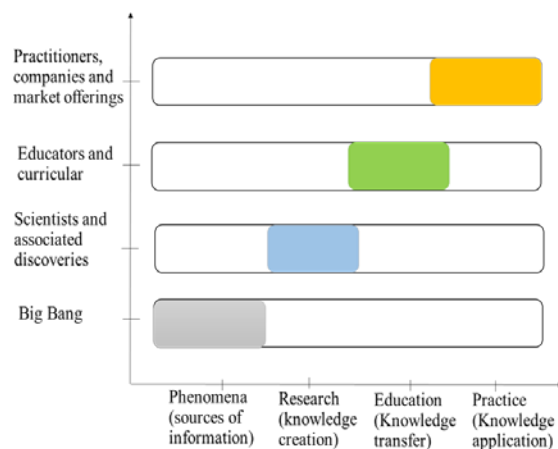 Practitioners,
companies and
market offerings
Educators and
curricular
Scientists and
associated
discoveries
Big Bang
Phenomena
(sources of
information)
Research
(knowledge
creation)
Education
(Knowledge
transfer)
Practice
(Knowledge
application)